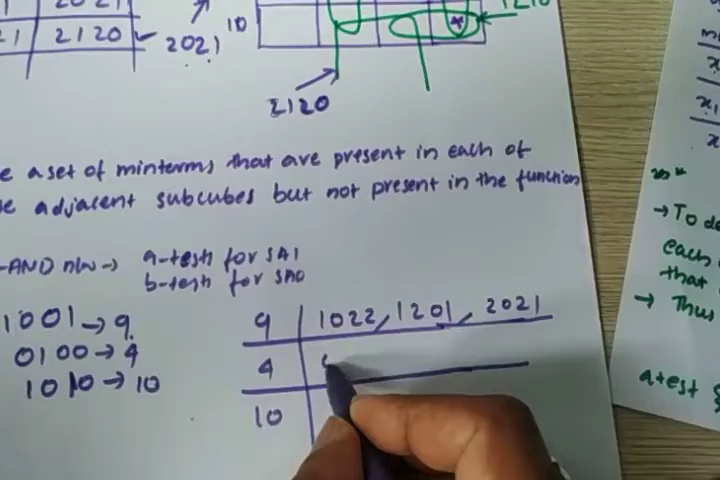 2021
2120
2021
10
2120
a set of minterms that are present in each of
adjacent subcubes but not present in the function
-AND n/w → a-test for SA1
b-test for SA0
1001 → 9
0100 → 4
1010 → 10
9 1022, 1201, 2021
4
10
m*
→ To
each
that
→ Thus
a test